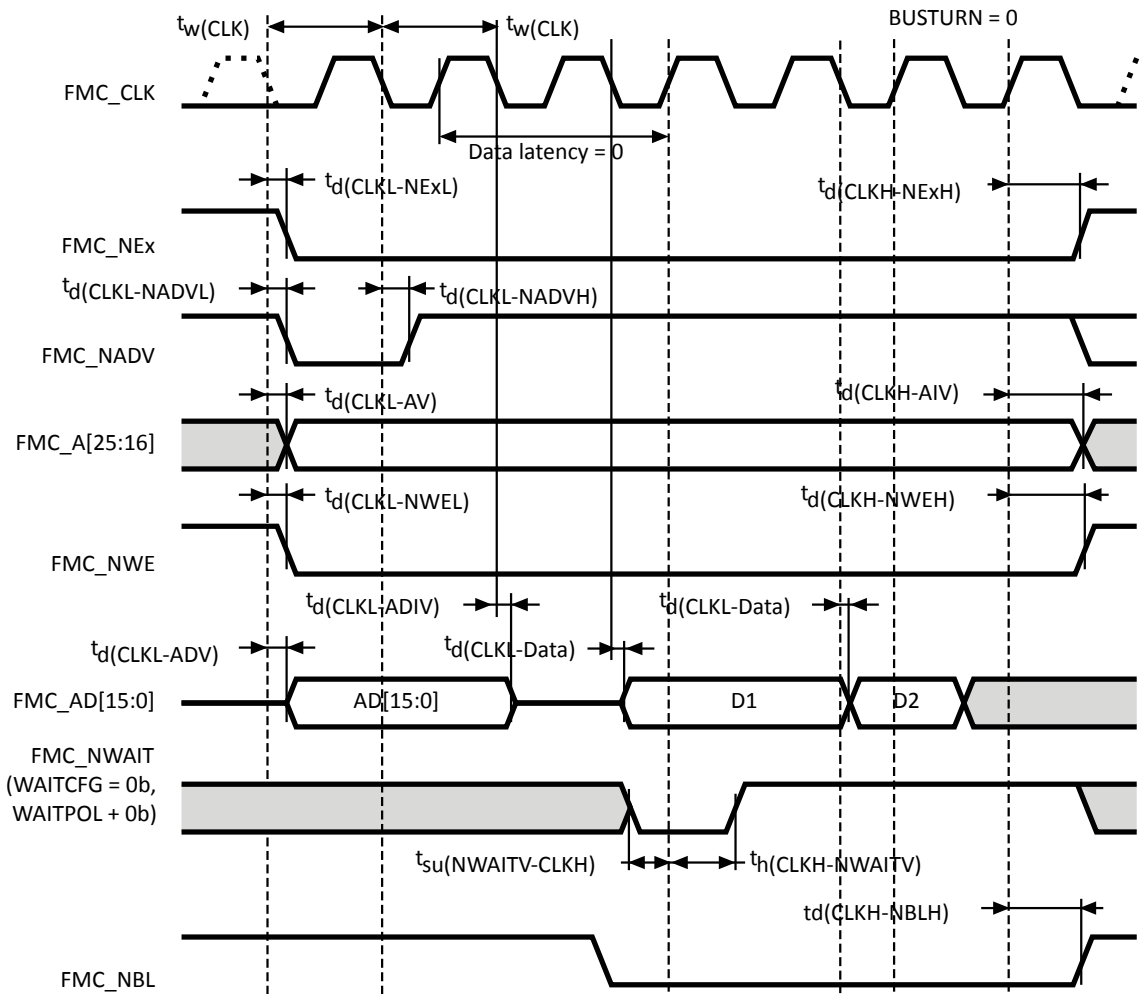 BUSTURN = 0
tw(CLK)
tw(CLK)
FMC_CLK
Data latency = 0
td(CLKL-NExL)
td(CLKH-NExH)
FMC_NEx
td(CLKL-NADVL)
td(CLKL-NADVH)
FMC_NADV
td(CLKL-AV)
td(CLKH-AIV)
FMC_A[25:16]
td(CLKL-NWEL)
td(CLKH-NWEH)
FMC_NWE
td(CLKL-ADIV)
td(CLKL-Data)
td(CLKL-ADV)
td(CLKL-Data)
FMC_AD[15:0]
AD[15:0]
D1
D2
FMC_NWAIT
(WAITCFG = 0b,
WAITPOL + 0b)
tsu(NWAITV-CLKH)
th(CLKH-NWAITV)
td(CLKH-NBLH)
FMC_NBL